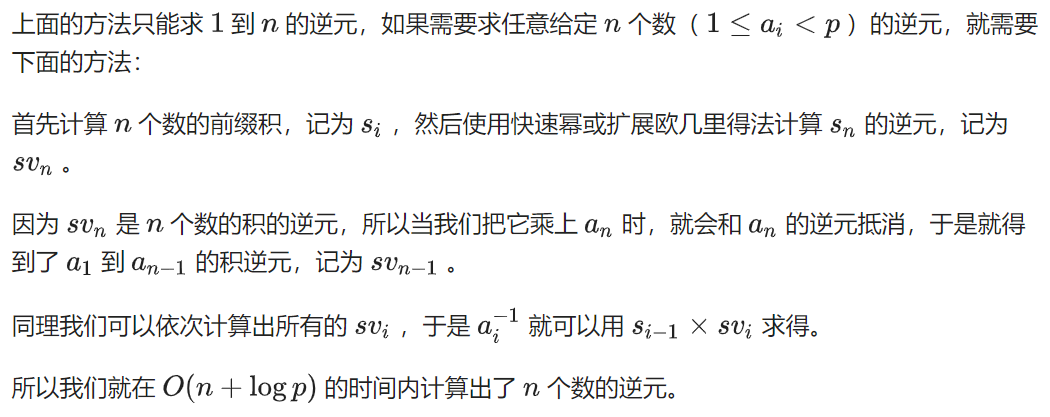 上面的方法只能求 1 到 n 的逆元，如果需要求任意给定 n 个数（1 ≤ a_i < p）的逆元，就需要
下面的方法：
首先计算 n 个数的前缀积，记为 s_i ，然后使用快速幂或扩展欧几里得法计算 s_n 的逆元，记为
sv_n 。
因为 sv_n 是 n 个数的积的逆元，所以当我们把它乘上 a_n 时，就会和 a_n 的逆元抵消，于是就得
到了 a_1 到 a_{n-1} 的积逆元，记为 sv_{n-1} 。
同理我们可以依次计算出所有的 sv_i ，于是 a_i^{-1} 就可以用 s_{i-1} × sv_i 求得。
所以我们就在 O(n + log p) 的时间内计算出了 n 个数的逆元。